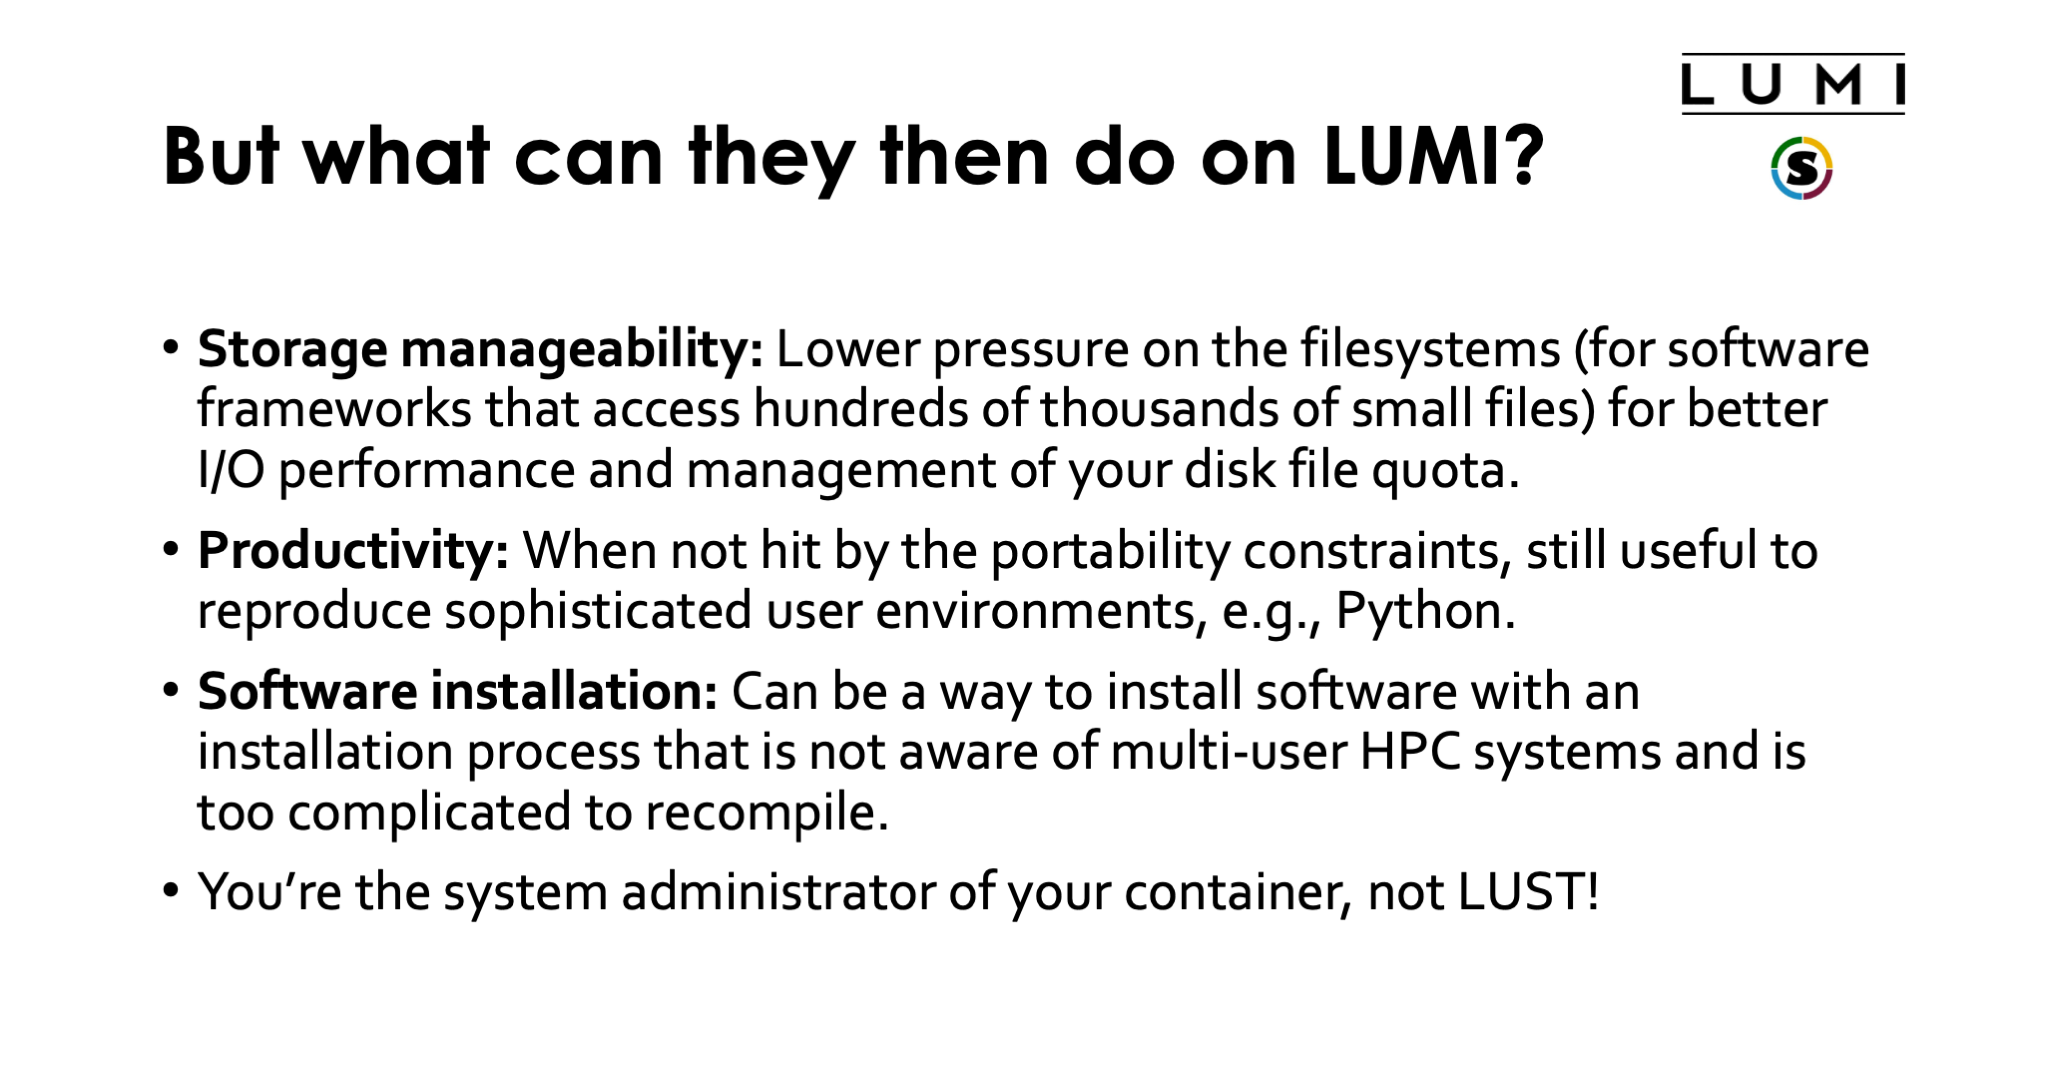 LUMI
S
But what can they then do on LUMI?
• Storage manageability: Lower pressure on the filesystems (for software
frameworks that access hundreds of thousands of small files) for better
I/O performance and management of your disk file quota.
• Productivity: When not hit by the portability constraints, still useful to
reproduce sophisticated user environments, e.g., Python.
• Software installation: Can be a way to install software with an
installation process that is not aware of multi-user HPC systems and is
too complicated to recompile.
• You’re the system administrator of your container, not LUST!